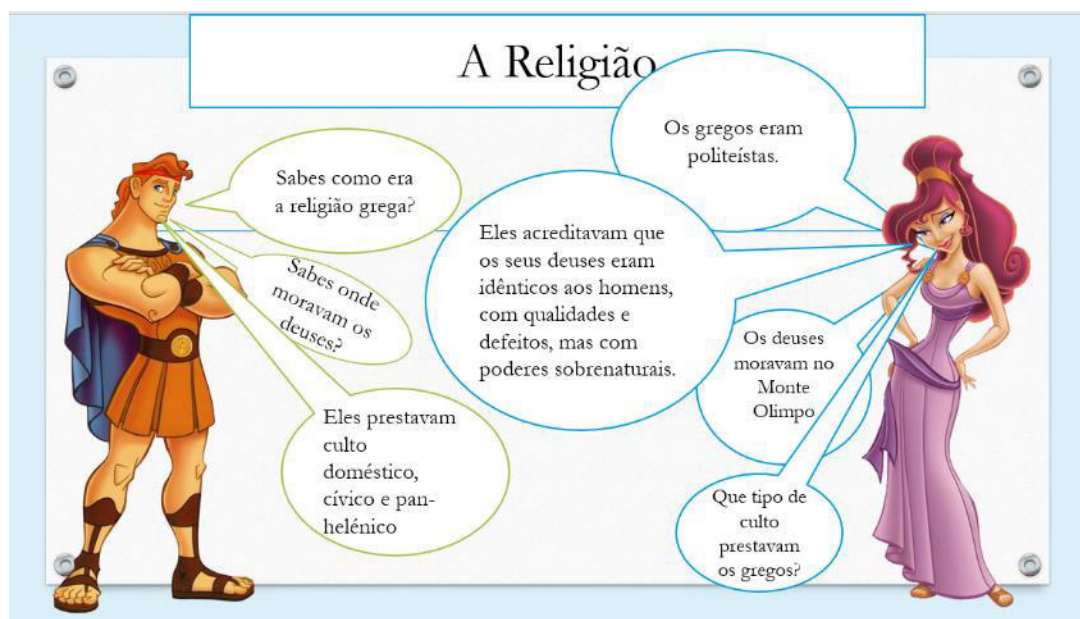 A Religião
Sabes como era
a religião grega?
Os gregos eram
politeístas.
Eles acreditavam que
os seus deuses eram
idênticos aos homens,
com qualidades e
defeitos, mas com
poderes sobrenaturais.
Sabes onde
moravam os
deuses?
Os deuses
moravam no
Monte
Olimpo
Que tipo de
culto
prestavam
os gregos?
Eles prestavam
culto
doméstico,
cívico e pan-
helénico